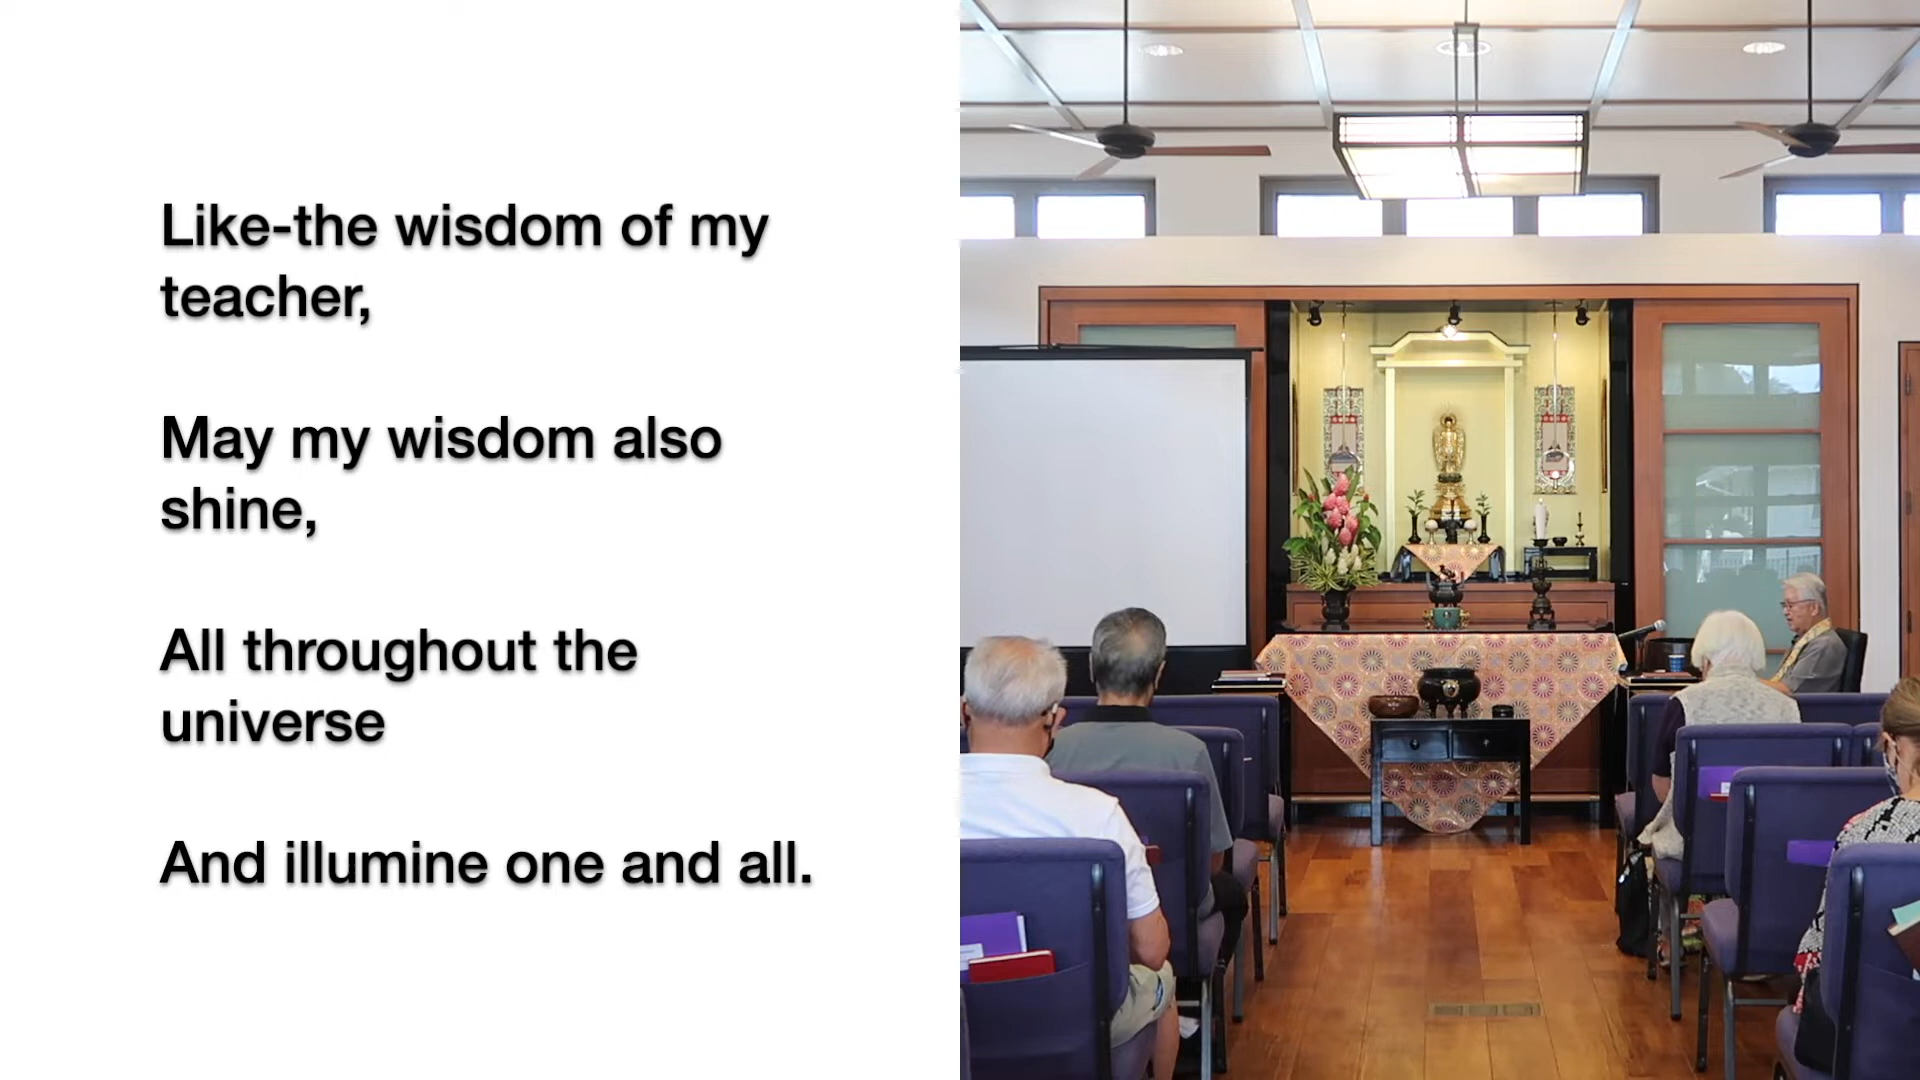 Like-the wisdom of my
teacher,
May my wisdom also
shine,
All throughout the
universe
And illumine one and all.